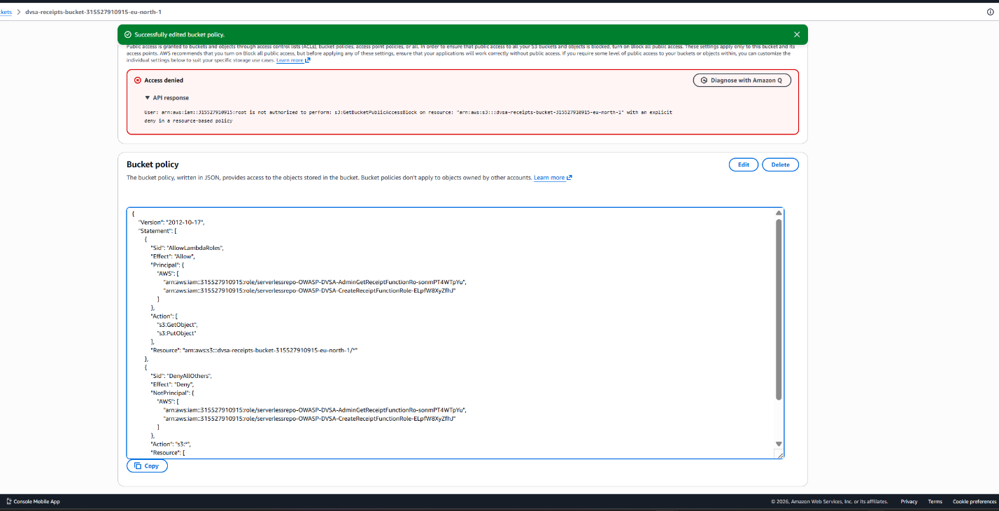 kets > dvsa-receipts-bucket-315527910915-eu-north-1
Successfully edited bucket policy.
Public access is granted to buckets and objects through access control lists (ACLs), bucket policies, access point policies, or all. In order to ensure that public access to all your S3 buckets and objects is blocked, turn on Block all public access. These settings apply only to this bucket and its
access points. AWS recommends that you turn on Block all public access, but before applying any of these settings, ensure that your applications will work correctly without public access. If you require some level of public access to your buckets or objects within, you can customize the
individual settings below to suit your specific storage use cases. Learn more
Access denied
Diagnose with Amazon Q
API response
User: arn:aws:iam::315527910915:root is not authorized to perform: s3:GetBucketPublicAccessBlock on resource: "arn:aws:s3:::dvsa-receipts-bucket-315527910915-eu-north-1" with an explicit
deny in a resource-based policy
Bucket policy
Edit
Delete
The bucket policy, written in JSON, provides access to the objects stored in the bucket. Bucket policies don't apply to objects owned by other accounts. Learn more
{
"Version": "2012-10-17",
"Statement": [
{
"Sid": "AllowLambdaRoles",
"Effect": "Allow",
"Principal": {
"AWS": [
"arn:aws:iam::315527910915:role/serverlessrepo-OWASP-DVSA-AdminGetReceiptFunctionRo-sonmPT4WTpYu",
"arn:aws:iam::315527910915:role/serverlessrepo-OWASP-DVSA-CreateReceiptFunctionRole-ELpfW8XyZfhJ"
]
},
"Action": [
"s3:GetObject",
"s3:PutObject"
],
"Resource": "arn:aws:s3:::dvsa-receipts-bucket-315527910915-eu-north-1/*"
},
{
"Sid": "DenyAllOthers",
"Effect": "Deny",
"NotPrincipal": {
"AWS": [
"arn:aws:iam::315527910915:role/serverlessrepo-OWASP-DVSA-AdminGetReceiptFunctionRo-sonmPT4WTpYu",
"arn:aws:iam::315527910915:role/serverlessrepo-OWASP-DVSA-CreateReceiptFunctionRole-ELpfW8XyZfhJ"
]
},
"Action": "s3:*",
"Resource": [
Copy
Console Mobile App
© 2026, Amazon Web Services, Inc. or its affiliates.
Privacy
Terms
Cookie preferences